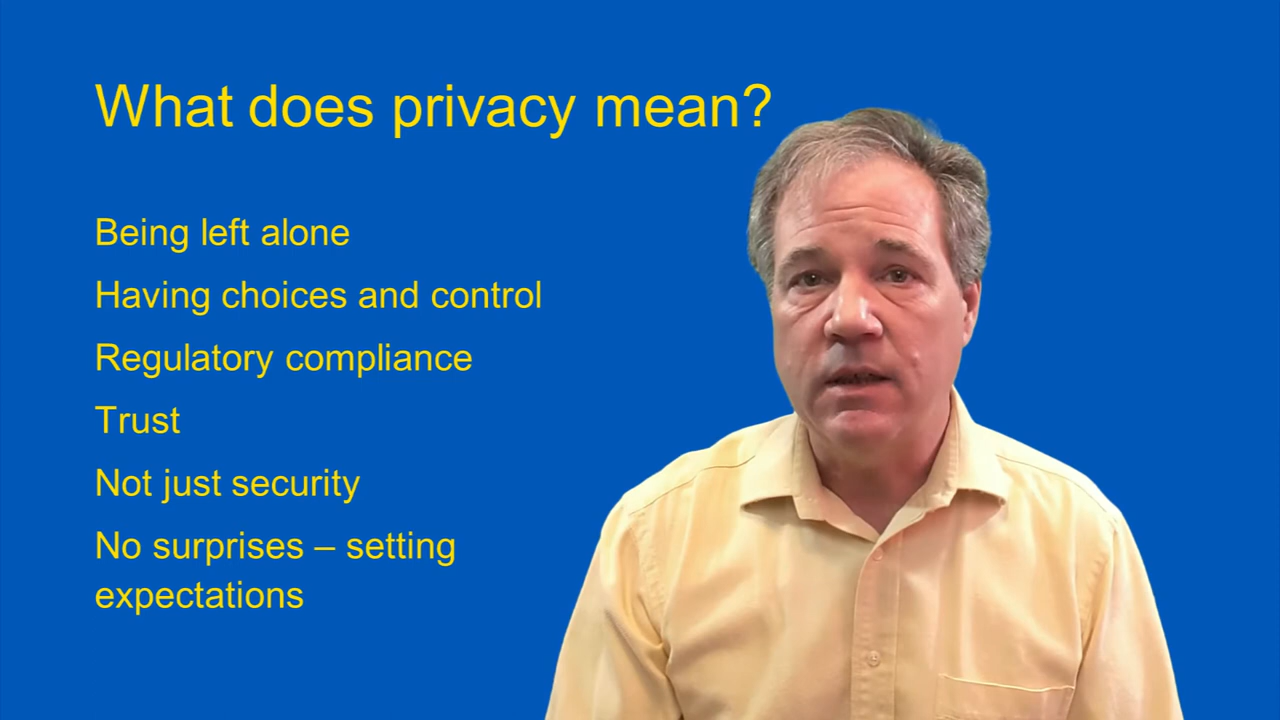 What does privacy mean?
Being left alone
Having choices and control
Regulatory compliance
Trust
Not just security
No surprises – setting
expectations